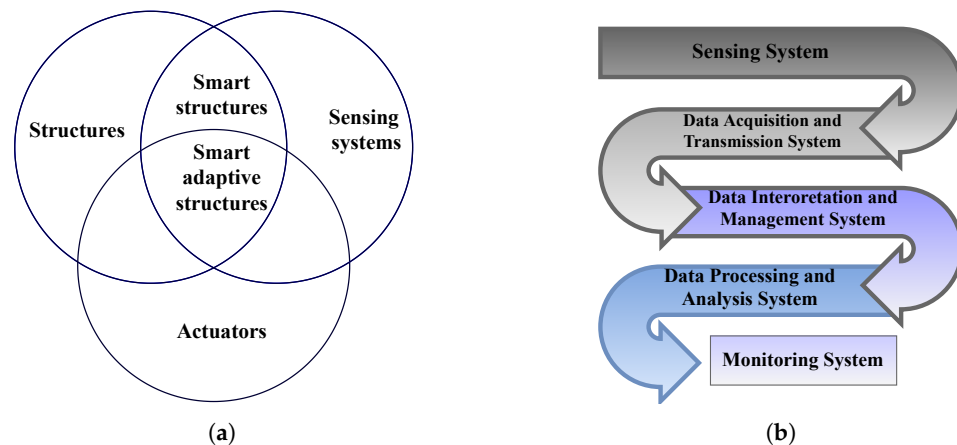 Smart
structures
Structures
Sensing
systems
Smart
adaptive
structures
Actuators
(a)
Sensing System
Data Acquisition and
Transmission System
Data Interoretation and
Management System
Data Processing and
Analysis System
Monitoring System
(b)